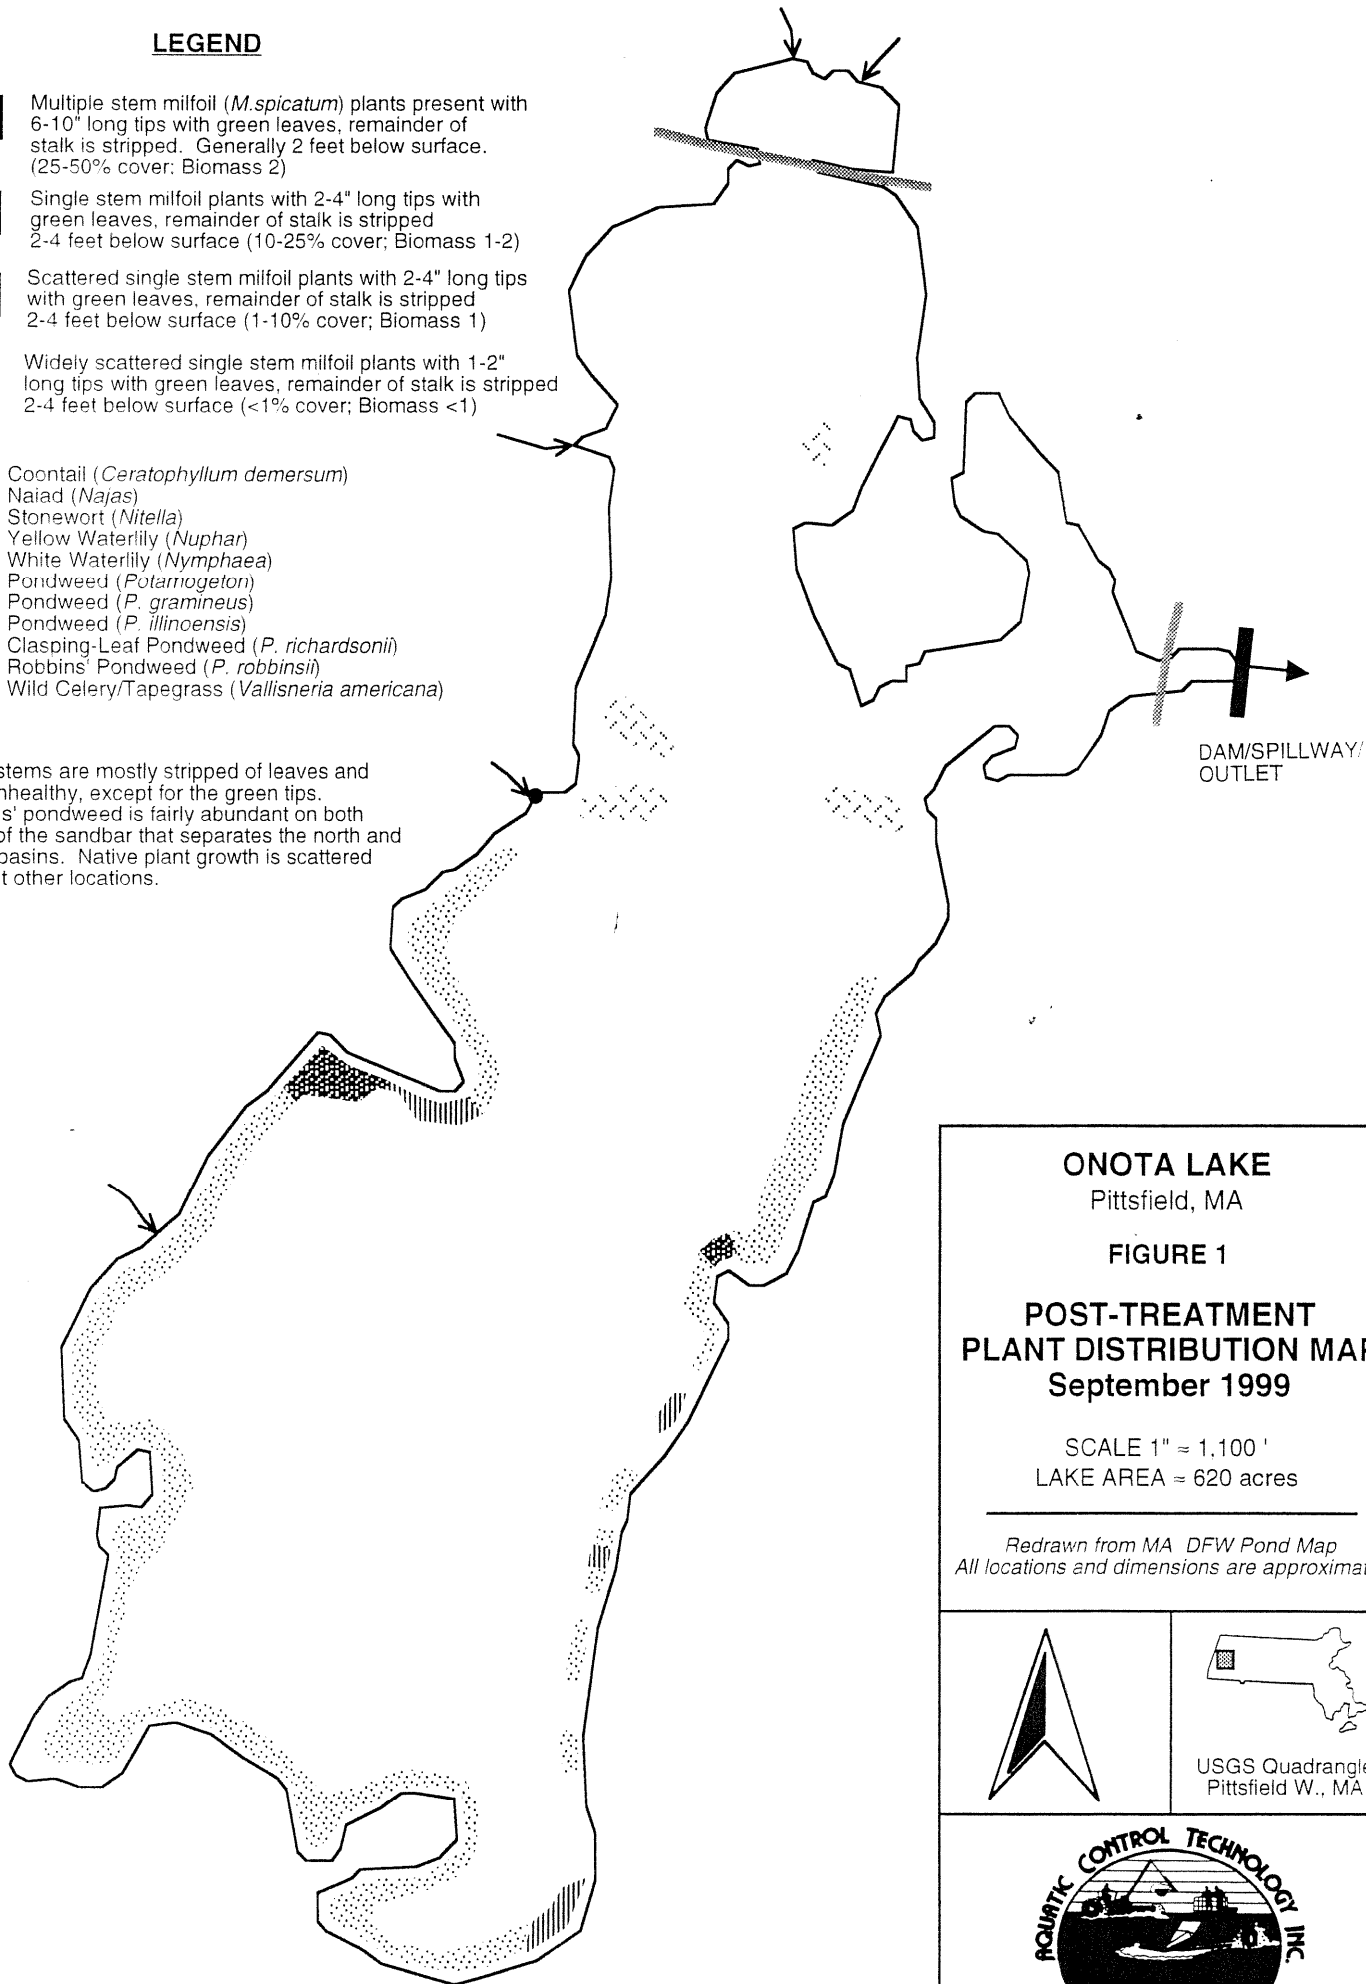 LEGEND
Multiple stem milfoil (M.spicatum) plants present with
6-10" long tips with green leaves, remainder of
stalk is stripped. Generally 2 feet below surface.
(25-50% cover; Biomass 2)
Single stem milfoil plants with 2-4" long tips with
green leaves, remainder of stalk is stripped
2-4 feet below surface (10-25% cover; Biomass 1-2)
Scattered single stem milfoil plants with 2-4" long tips
with green leaves, remainder of stalk is stripped
2-4 feet below surface (1-10% cover; Biomass 1)
Widely scattered single stem milfoil plants with 1-2"
long tips with green leaves, remainder of stalk is stripped
2-4 feet below surface (<1% cover; Biomass <1)
Coontail (Ceratophyllum demersum)
Naiad (Najas)
Stonewort (Nitella)
Yellow Waterlily (Nuphar)
White Waterlily (Nymphaea)
Pondweed (Potamogeton)
Pondweed (P. gramineus)
Pondweed (P. illinoensis)
Clasping-Leaf Pondweed (P. richardsonii)
Robbins' Pondweed (P. robbinsii)
Wild Celery/Tapegrass (Vallisneria americana)
stems are mostly stripped of leaves and
nhealthy, except for the green tips.
s' pondweed is fairly abundant on both
of the sandbar that separates the north and
basins. Native plant growth is scattered
t other locations.
DAM/SPILLWAY/
OUTLET
ONOTA LAKE
Pittsfield, MA
FIGURE 1
POST-TREATMENT
PLANT DISTRIBUTION MAP
September 1999
SCALE 1" ≈ 1,100 '
LAKE AREA ≈ 620 acres
Redrawn from MA DFW Pond Map
All locations and dimensions are approximat
USGS Quadrangle
Pittsfield W., MA
AQUATIC CONTROL TECHNOLOGY INC.